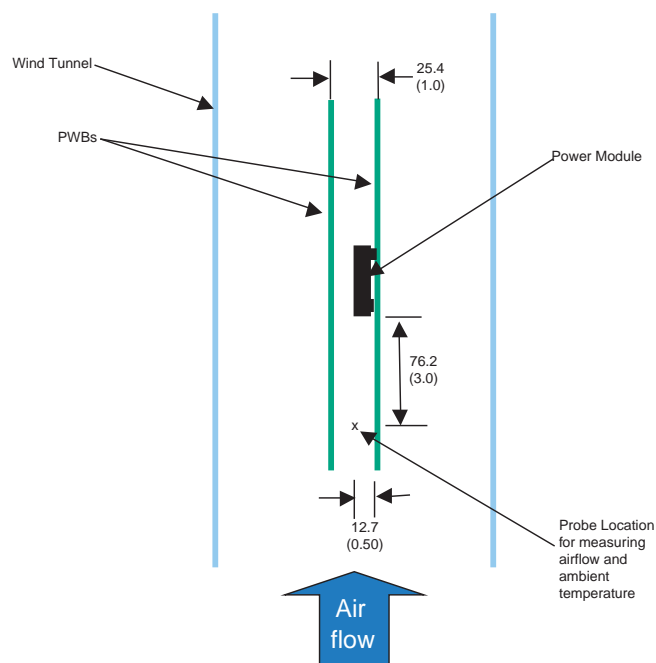 25.4
(1.0)
Wind Tunnel
PWBs
Power Module
76.2
(3.0)
x
12.7
(0.50)
Probe Location
for measuring
airflow and
ambient
temperature
Air
flow